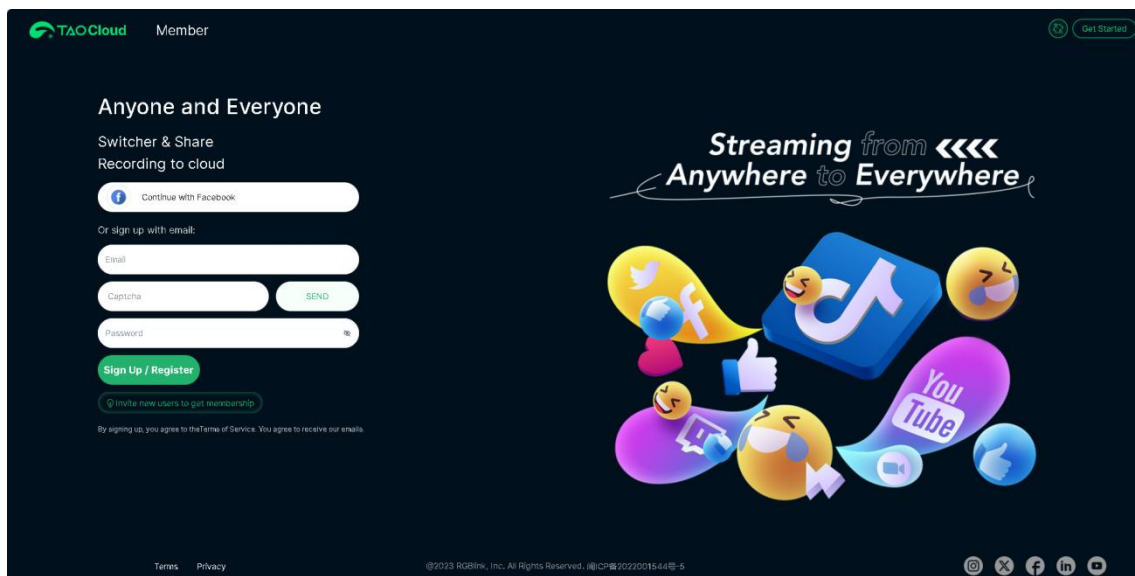 TAO Cloud Member
Get Started
Anyone and Everyone
Switcher & Share
Recording to cloud
Continue with Facebook
Or sign up with email:
Email
Captcha SEND
Password
Sign Up / Register
Invite new users to get membership
By signing up, you agree to theTerms of Service. You agree to receive our emails.
Streaming from
Anywhere to Everywhere
You
Tube
Terms Privacy
@2023 RGBlink, Inc. All Rights Reserved. 闽ICP备2022001544号-5